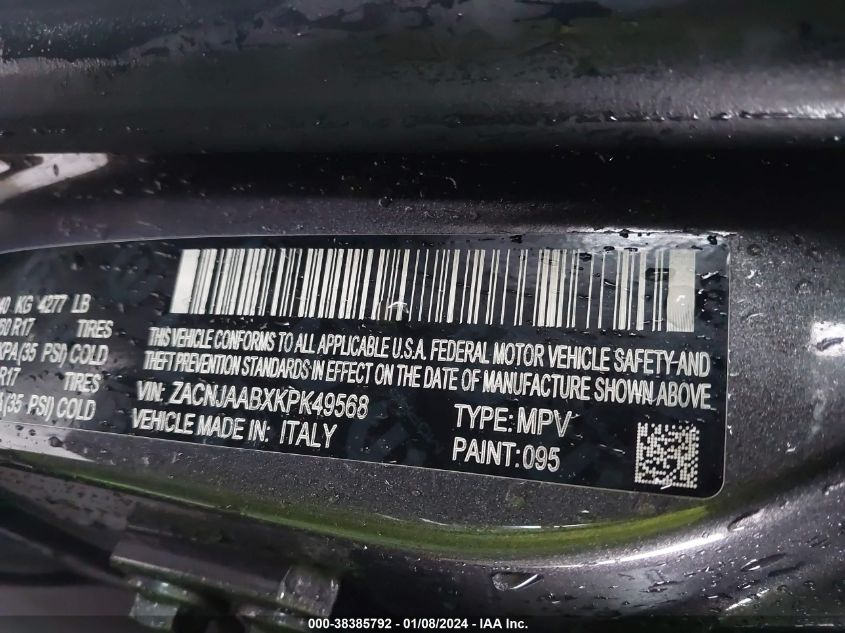 40 KG 4277 LB
60 R17 TIRES
KPA (35 PSI) COLD
R17 TIRES
(35 PSI) COLD
THIS VEHICLE CONFORMS TO ALL APPLICABLE U.S.A. FEDERAL MOTOR VEHICLE SAFETY AND
THEFT PREVENTION STANDARDS IN EFFECT ON THE DATE OF MANUFACTURE SHOWN ABOVE.
VIN: ZACNJAABXKPK49568 TYPE: MPV
VEHICLE MADE IN: ITALY PAINT: 095
000-38385792 - 01/08/2024 - IAA Inc.